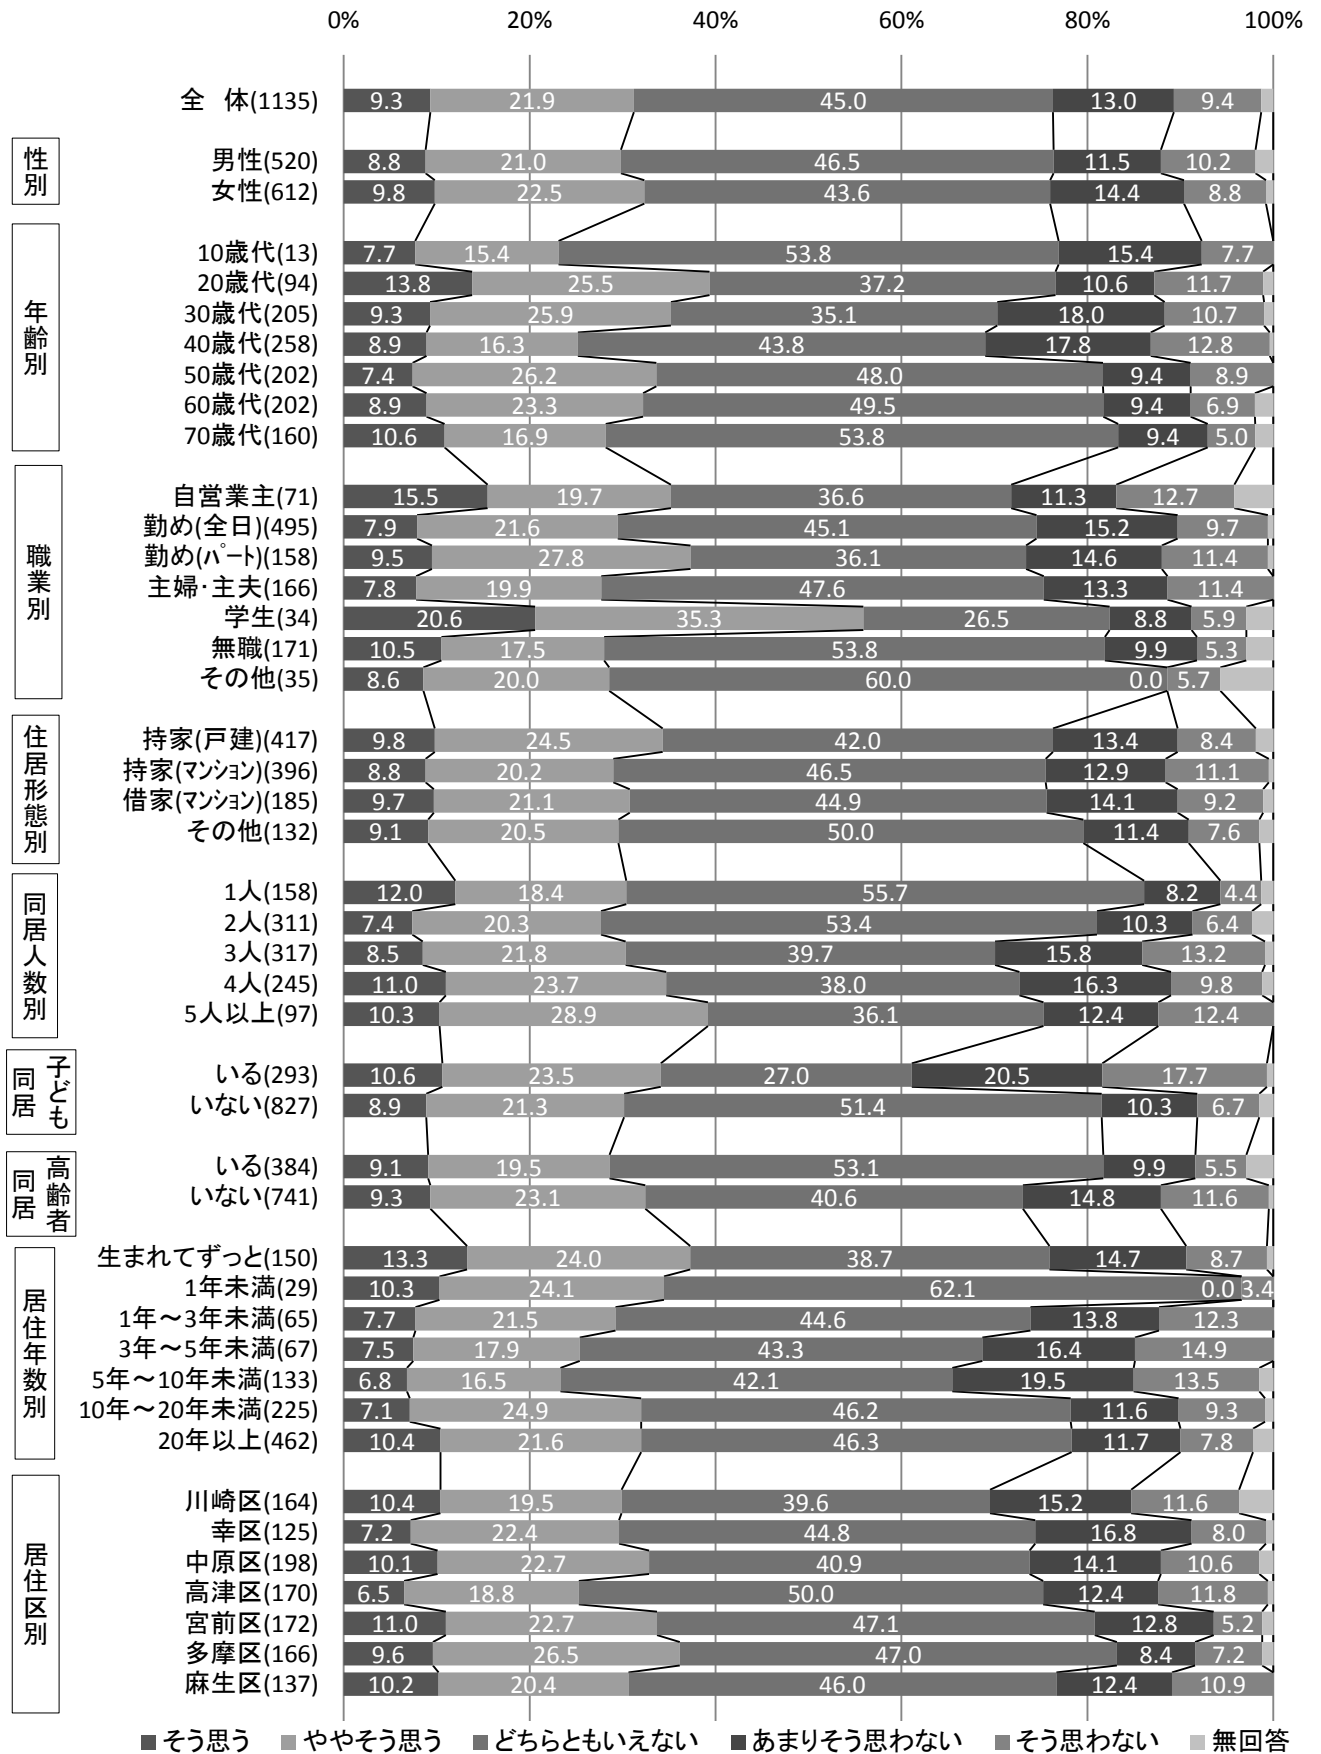 0% 20% 40% 60% 80% 100%
全 体(1135) 9.3 21.9 45.0 13.0 9.4
性別
男性(520) 8.8 21.0 46.5 11.5 10.2
女性(612) 9.8 22.5 43.6 14.4 8.8
年齢別
10歳代(13) 7.7 15.4 53.8 15.4 7.7
20歳代(94) 13.8 25.5 37.2 10.6 11.7
30歳代(205) 9.3 25.9 35.1 18.0 10.7
40歳代(258) 8.9 16.3 43.8 17.8 12.8
50歳代(202) 7.4 26.2 48.0 9.4 8.9
60歳代(202) 8.9 23.3 49.5 9.4 6.9
70歳代(160) 10.6 16.9 53.8 9.4 5.0
職業別
自営業主(71) 15.5 19.7 36.6 11.3 12.7
勤め(全日)(495) 7.9 21.6 45.1 15.2 9.7
勤め(ﾊﾟｰﾄ)(158) 9.5 27.8 36.1 14.6 11.4
主婦･主夫(166) 7.8 19.9 47.6 13.3 11.4
学生(34) 20.6 35.3 26.5 8.8 5.9
無職(171) 10.5 17.5 53.8 9.9 5.3
その他(35) 8.6 20.0 60.0 0.0 5.7
住居形態別
持家(戸建)(417) 9.8 24.5 42.0 13.4 8.4
持家(ﾏﾝｼｮﾝ)(396) 8.8 20.2 46.5 12.9 11.1
借家(ﾏﾝｼｮﾝ)(185) 9.7 21.1 44.9 14.1 9.2
その他(132) 9.1 20.5 50.0 11.4 7.6
同居人数別
1人(158) 12.0 18.4 55.7 8.2 4.4
2人(311) 7.4 20.3 53.4 10.3 6.4
3人(317) 8.5 21.8 39.7 15.8 13.2
4人(245) 11.0 23.7 38.0 16.3 9.8
5人以上(97) 10.3 28.9 36.1 12.4 12.4
子ども
同居
いる(293) 10.6 23.5 27.0 20.5 17.7
いない(827) 8.9 21.3 51.4 10.3 6.7
高齢者
同居
いる(384) 9.1 19.5 53.1 9.9 5.5
いない(741) 9.3 23.1 40.6 14.8 11.6
居住年数別
生まれてずっと(150) 13.3 24.0 38.7 14.7 8.7
1年未満(29) 10.3 24.1 62.1 0.0 3.4
1年～3年未満(65) 7.7 21.5 44.6 13.8 12.3
3年～5年未満(67) 7.5 17.9 43.3 16.4 14.9
5年～10年未満(133) 6.8 16.5 42.1 19.5 13.5
10年～20年未満(225) 7.1 24.9 46.2 11.6 9.3
20年以上(462) 10.4 21.6 46.3 11.7 7.8
居住区別
川崎区(164) 10.4 19.5 39.6 15.2 11.6
幸区(125) 7.2 22.4 44.8 16.8 8.0
中原区(198) 10.1 22.7 40.9 14.1 10.6
高津区(170) 6.5 18.8 50.0 12.4 11.8
宮前区(172) 11.0 22.7 47.1 12.8 5.2
多摩区(166) 9.6 26.5 47.0 8.4 7.2
麻生区(137) 10.2 20.4 46.0 12.4 10.9
そう思う ややそう思う どちらともいえない あまりそう思わない そう思わない 無回答